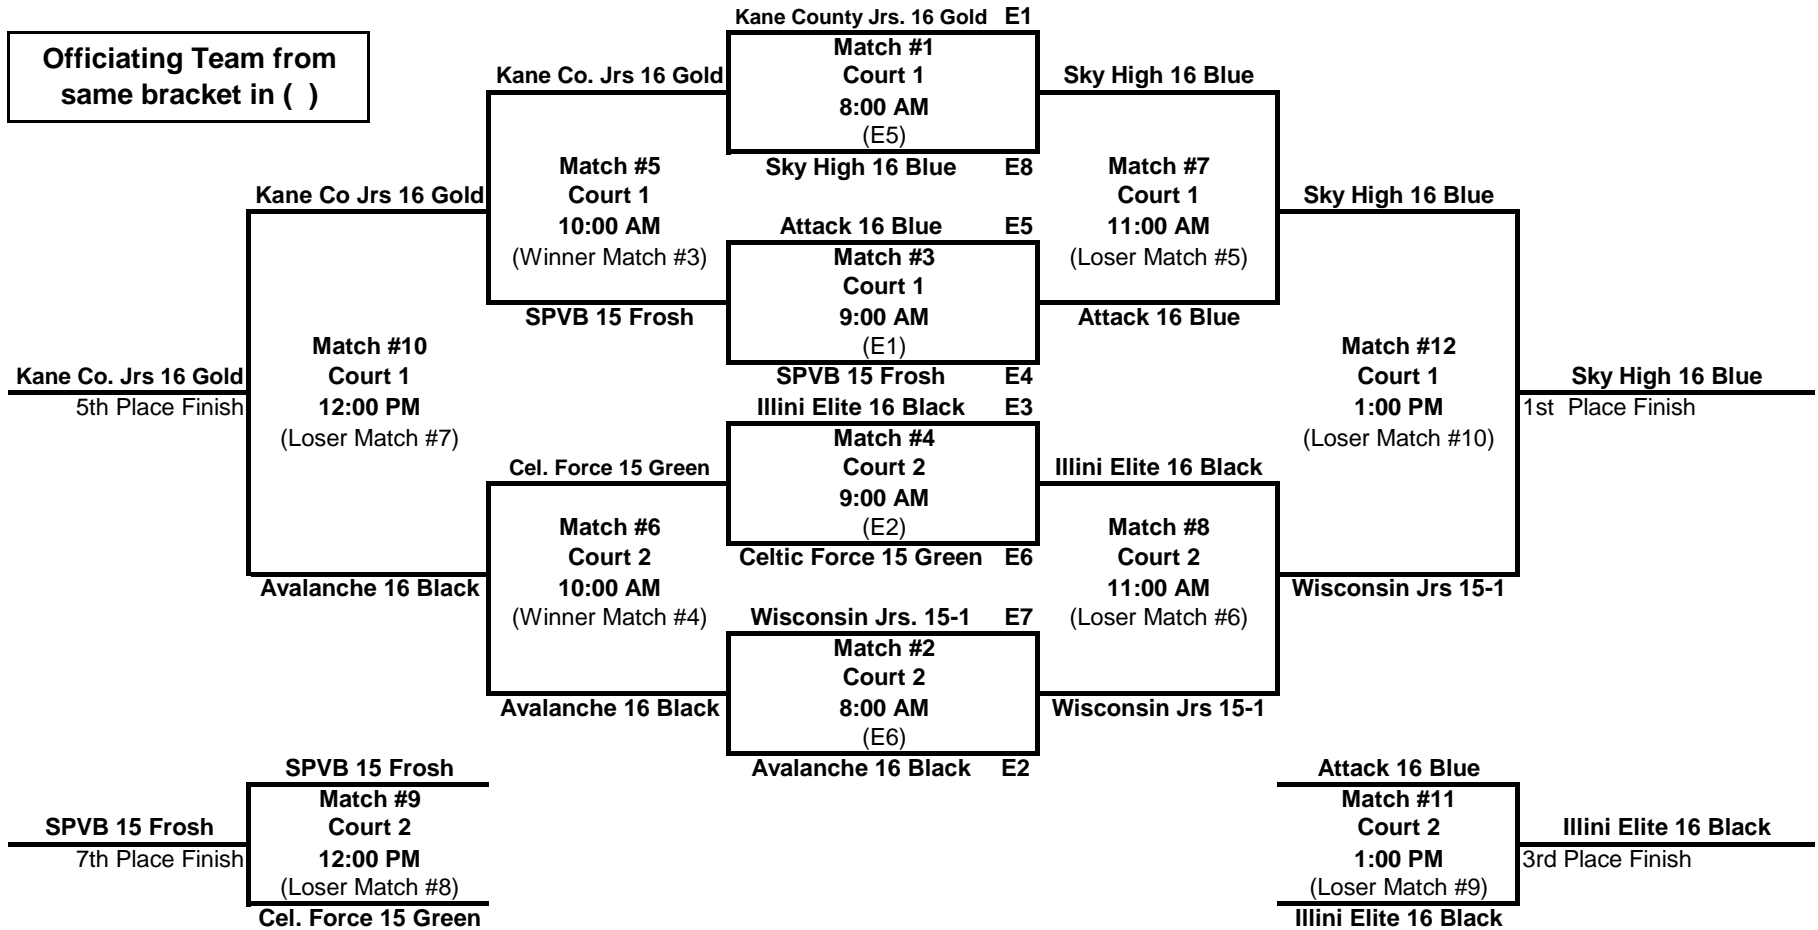 Kane County Jrs. 16 Gold E1
Officiating Team from
same bracket in ( )
Match #1
Court 1
8:00 AM
(E5)
Kane Co. Jrs 16 Gold
Sky High 16 Blue
Sky High 16 Blue E8
Match #5
Court 1
10:00 AM
(Winner Match #3)
Match #7
Court 1
11:00 AM
(Loser Match #5)
Kane Co Jrs 16 Gold
Sky High 16 Blue
Attack 16 Blue E5
Match #3
Court 1
9:00 AM
(E1)
SPVB 15 Frosh
Attack 16 Blue
SPVB 15 Frosh E4
Match #10
Court 1
12:00 PM
(Loser Match #7)
Match #12
Court 1
1:00 PM
(Loser Match #10)
Kane Co. Jrs 16 Gold
5th Place Finish
Sky High 16 Blue
1st Place Finish
Illini Elite 16 Black E3
Match #4
Court 2
9:00 AM
(E2)
Cel. Force 15 Green
Illini Elite 16 Black
Celtic Force 15 Green E6
Match #6
Court 2
10:00 AM
(Winner Match #4)
Match #8
Court 2
11:00 AM
(Loser Match #6)
Avalanche 16 Black
Wisconsin Jrs 15-1
Wisconsin Jrs. 15-1 E7
Match #2
Court 2
8:00 AM
(E6)
Avalanche 16 Black
Wisconsin Jrs 15-1
Avalanche 16 Black E2
SPVB 15 Frosh
Match #9
Court 2
12:00 PM
(Loser Match #8)
Cel. Force 15 Green
SPVB 15 Frosh
7th Place Finish
Attack 16 Blue
Match #11
Court 2
1:00 PM
(Loser Match #9)
Illini Elite 16 Black
Illini Elite 16 Black
3rd Place Finish